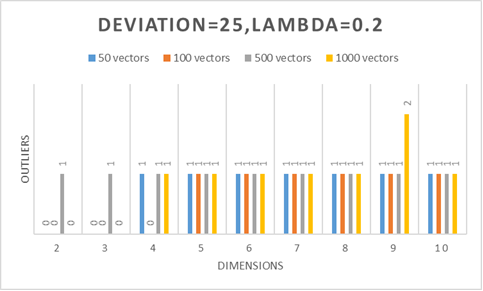 DEVIATION=25,LAMBDA=0.2
50 vectors 100 vectors 500 vectors 1000 vectors
OUTLIERS
0 0 1 0
0 0 1 0
1 0 1 1
1 1 1 1
1 1 1 1
1 1 1 1
1 1 1 1
1 1 1 2
1 1 1 1
2 3 4 5 6 7 8 9 10
DIMENSIONS